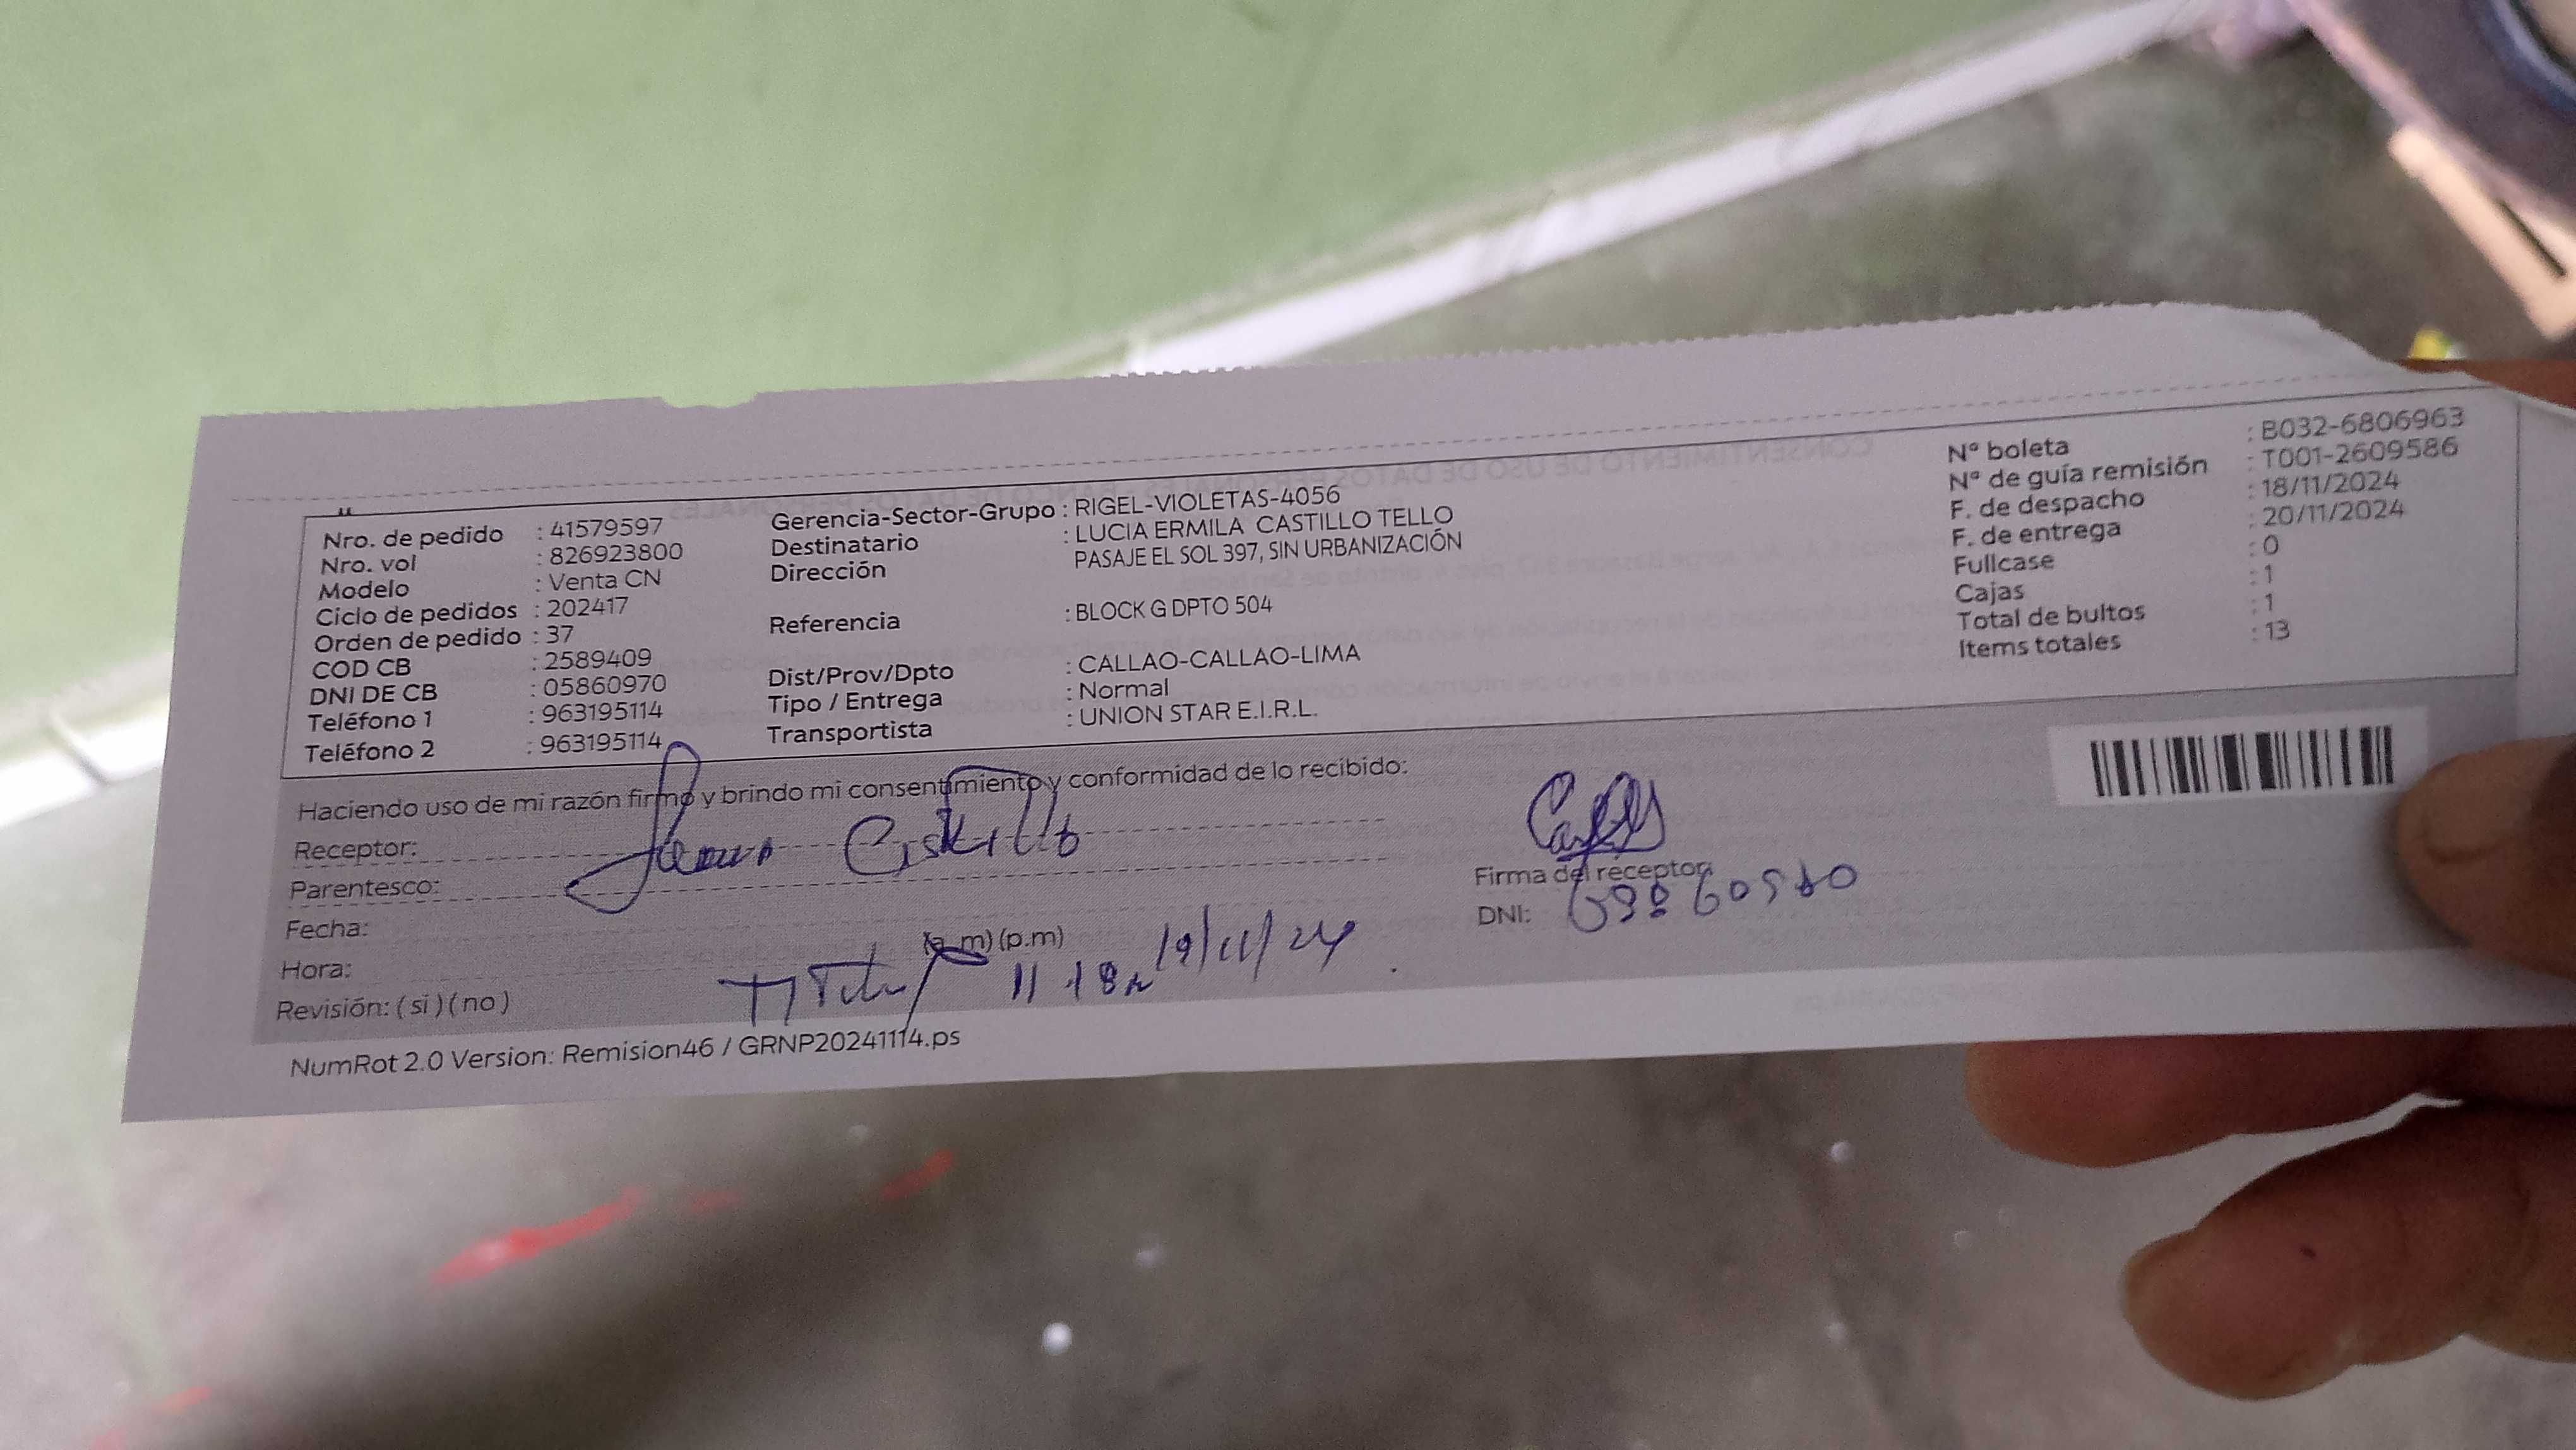 Nro. de pedido : 41579597
Nro. vol : 826923800
Modelo : Venta CN
Ciclo de pedidos : 202417
Orden de pedido : 37
COD CB : 2589409
DNI DE CB : 05860970
Teléfono 1 : 963195114
Teléfono 2 : 963195114
Gerencia-Sector-Grupo : RIGEL-VIOLETAS-4056
Destinatario : LUCIA ERMILA CASTILLO TELLO
Dirección PASAJE EL SOL 397, SIN URBANIZACIÓN
Referencia : BLOCK G DPTO 504
Dist/Prov/Dpto : CALLAO-CALLAO-LIMA
Tipo / Entrega : Normal
Transportista : UNION STAR E.I.R.L.
Nº boleta : B032-6806963
Nº de guía remisión : T001-2609586
F. de despacho : 18/11/2024
F. de entrega : 20/11/2024
Fullcase : 0
Cajas : 1
Total de bultos : 1
Items totales : 13
Haciendo uso de mi razón firmo y brindo mi consentimiento y conformidad de lo recibido:
Receptor: Castillo
Parentesco:
Fecha:
Hora: (a.m) (p.m)
11 18 19/11/24
Revisión: ( si ) ( no )
Firma del receptor:
DNI:
NumRot 2.0 Version: Remision46 / GRNP20241114.ps